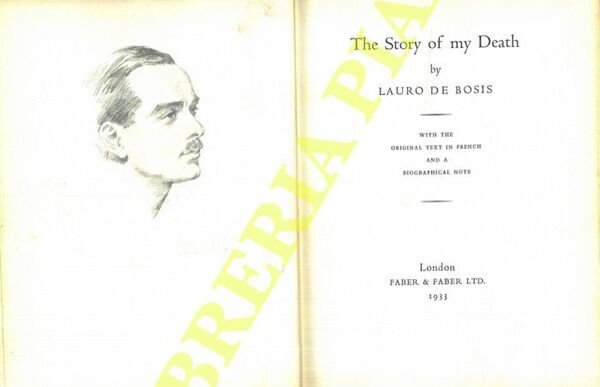 The Story of my Death
by
LAURO DE BOSIS
WITH THE
ORIGINAL TEXT IN FRENCH
AND A
BIOGRAPHICAL NOTE
London
FABER & FABER LTD.
1933
BRERIA PIA